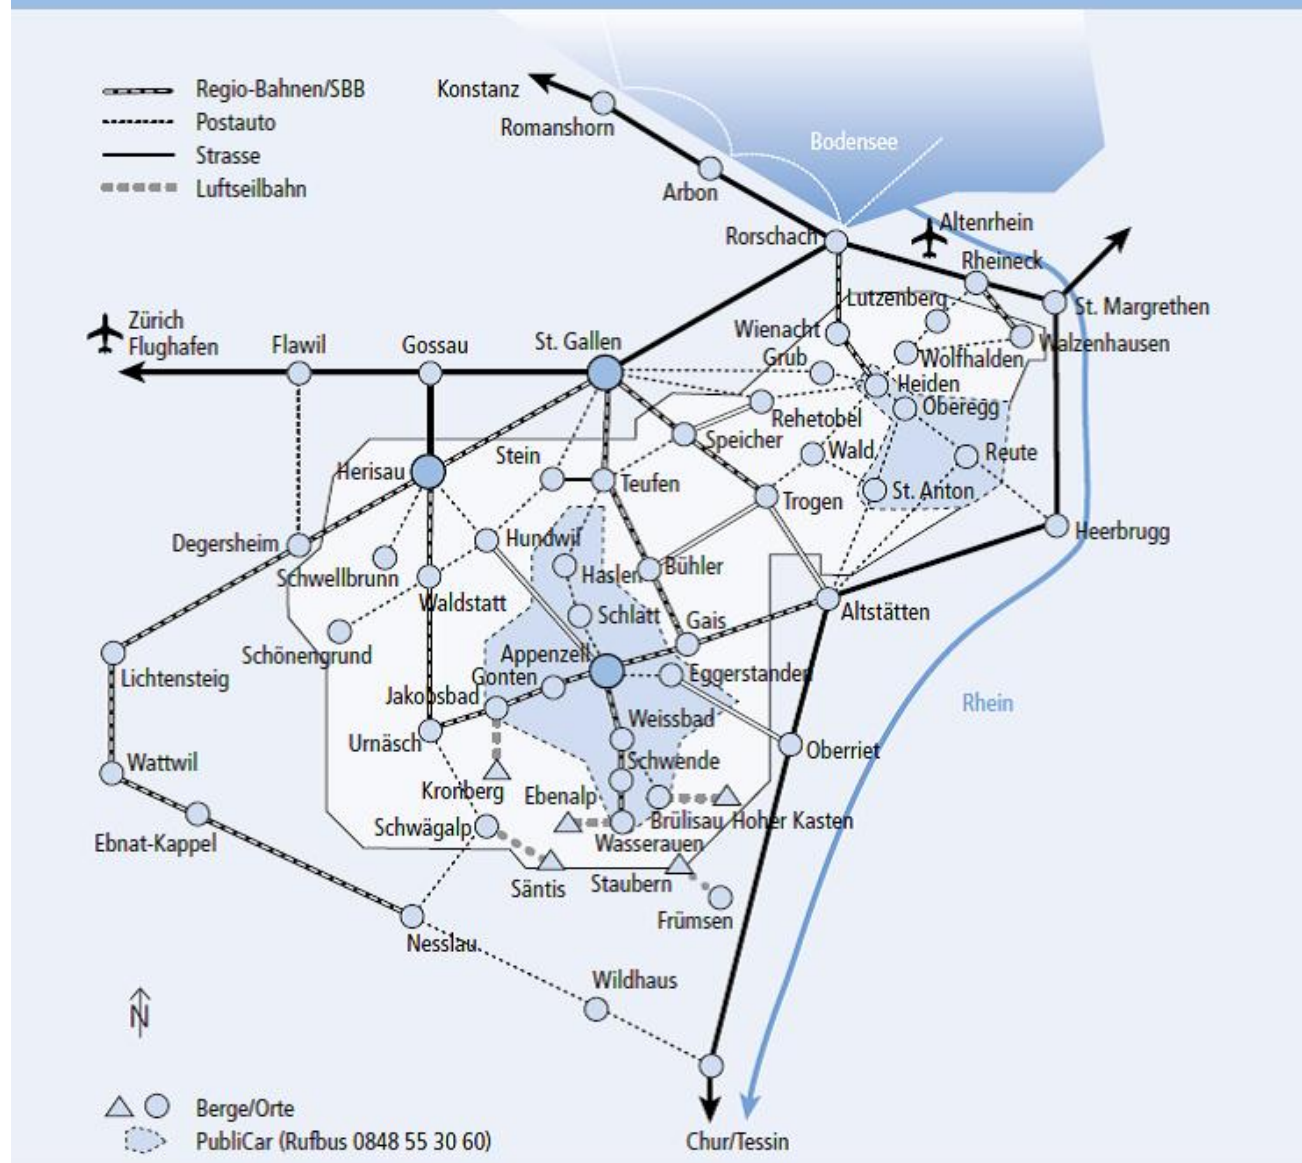 Regio-Bahnen/SBB
Postauto
Strasse
Luftseilbahn
Konstanz
Romanshorn
Bodensee
Arbon
Rorschach
Altenrhein
Rheineck
Lutzenberg
St. Margrethen
Zürich
Flughafen
Flawil
Gossau
St. Gallen
Wienacht
Walzenhausen
Grub
Wolfhalden
Heiden
Oberegg
Rehetobel
Speicher
Herisau
Stein
Teufen
Wald
Reute
St. Anton
Trogen
Degersheim
Hundwil
Heerbrugg
Schwellbrunn
Haslen
Bühler
Waldstatt
Schlatt
Gais
Altstätten
Schönengrund
Appenzell
Lichtensteig
Gonten
Eggerstanden
Jakobsbad
Rhein
Weissbad
Urnäsch
Oberriet
Wattwil
Schwende
Kronberg
Ebenalp
Schwägalp
Brülisau
Hoher Kasten
Ebnat-Kappel
Wasserauen
Säntis
Staubern
Frümsen
Nesslau
Wildhaus
N
Berge/Orte
PubliCar (Rufbus 0848 55 30 60)
Chur/Tessin